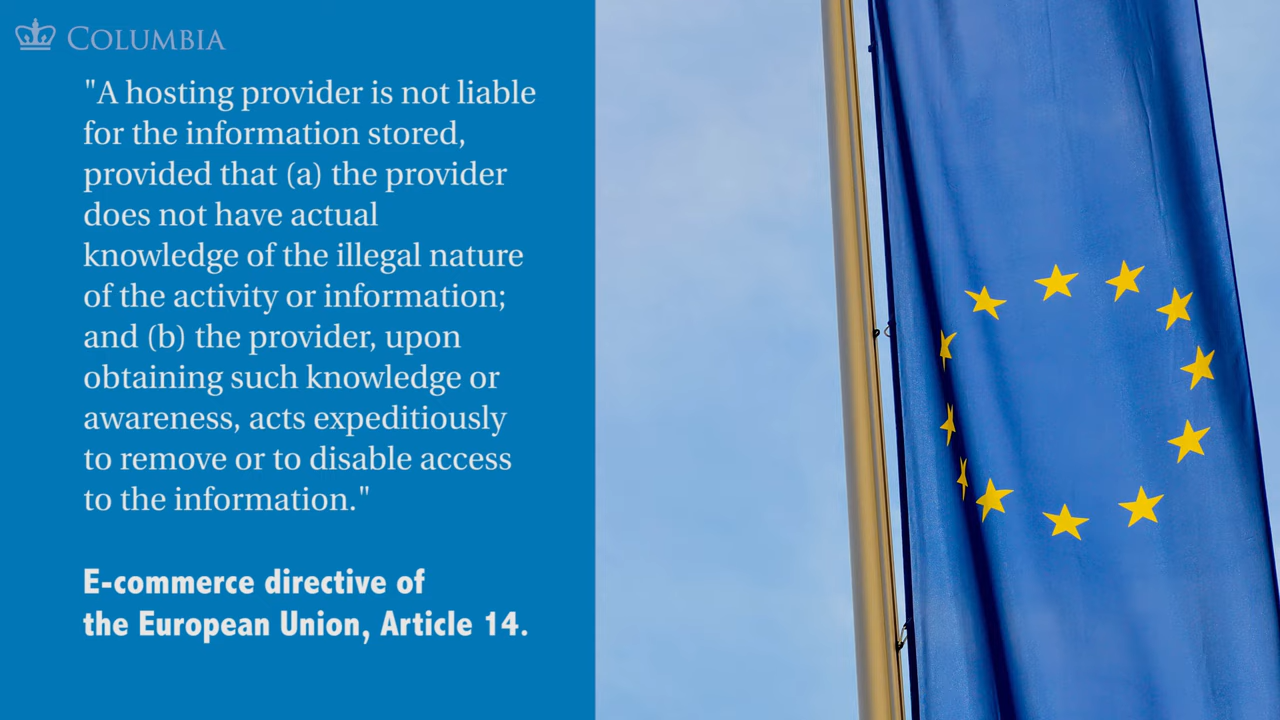 COLUMBIA
"A hosting provider is not liable
for the information stored,
provided that (a) the provider
does not have actual
knowledge of the illegal nature
of the activity or information;
and (b) the provider, upon
obtaining such knowledge or
awareness, acts expeditiously
to remove or to disable access
to the information."
E-commerce directive of
the European Union, Article 14.